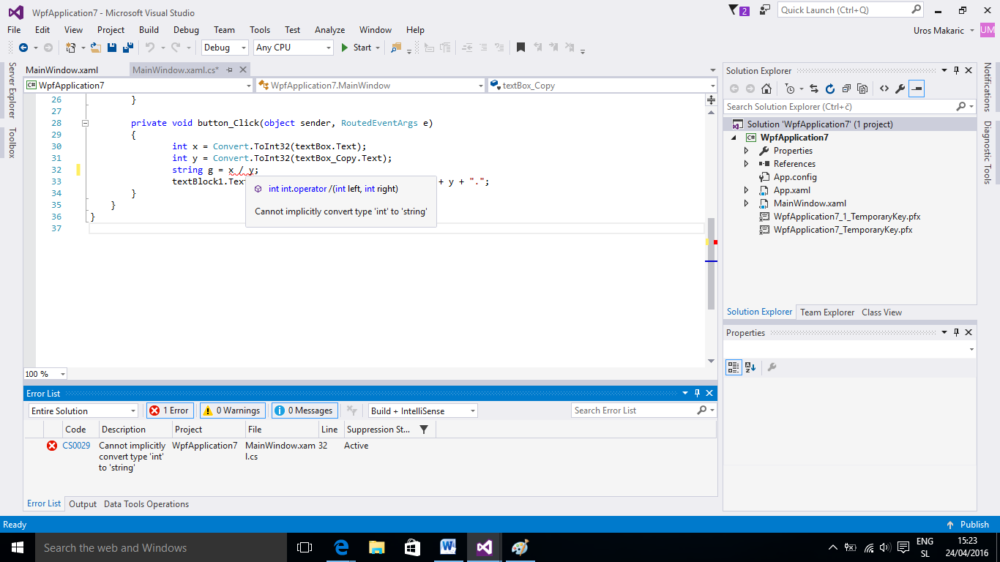 WpfApplication7 - Microsoft Visual Studio
2
Quick Launch (Ctrl+Q)
File Edit View Project Build Debug Team Tools Test Analyze Window Help
Uros Makaric UM
Debug Any CPU Start
Server Explorer
Toolbox
MainWindow.xaml MainWindow.xaml.cs*
WpfApplication7 WpfApplication7.MainWindow textBox_Copy
26 }
27
28 private void button_Click(object sender, RoutedEventArgs e)
29 {
30 int x = Convert.ToInt32(textBox.Text);
31 int y = Convert.ToInt32(textBox_Copy.Text);
32 string g = x / y;
33 textBlock1.Tex + y + ".";
34 }
35 }
36 }
37
int int.operator /(int left, int right)
Cannot implicitly convert type 'int' to 'string'
100 %
Error List
Entire Solution 1 Error 0 Warnings 0 Messages Build + IntelliSense Search Error List
Code Description Project File Line Suppression St...
CS0029 Cannot implicitly WpfApplication7 MainWindow.xam 32 Active
convert type 'int' l.cs
to 'string'
Error List Output Data Tools Operations
Solution Explorer
Search Solution Explorer (Ctrl+č)
Solution 'WpfApplication7' (1 project)
C# WpfApplication7
Properties
References
App.config
App.xaml
MainWindow.xaml
WpfApplication7_1_TemporaryKey.pfx
WpfApplication7_TemporaryKey.pfx
Solution Explorer Team Explorer Class View
Properties
Notifications
Diagnostic Tools
Ready Publish
Search the web and Windows
ENG
SL
15:23
24/04/2016